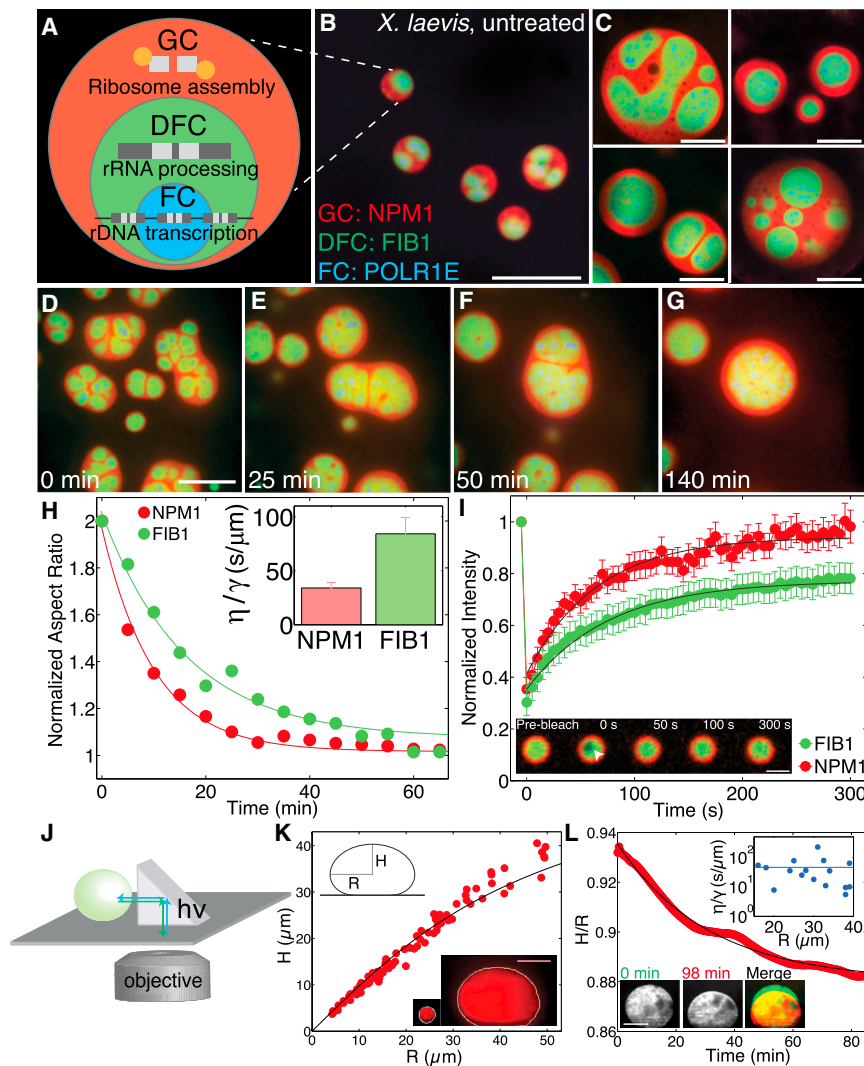 A
GC
Ribosome assembly
DFC
rRNA processing
FC
rDNA transcription
B
X. laevis, untreated
GC: NPM1
DFC: FIB1
FC: POLR1E
C
D
0 min
E
25 min
F
50 min
G
140 min
H
NPM1
FIB1
Normalized Aspect Ratio
2
1.8
1.6
1.4
1.2
1
0
20
40
60
Time (min)
η/γ (s/μm)
100
50
0
NPM1
FIB1
I
Normalized Intensity
1.2
1
0.8
0.6
0.4
0.2
0
0
100
200
300
Time (s)
Pre-bleach
0 s
50 s
100 s
300 s
FIB1
NPM1
J
hν
objective
K
H
R
H (μm)
40
30
20
10
0
0
10
20
30
40
50
R (μm)
L
H/R
0.94
0.92
0.9
0.88
0.86
0
20
40
60
80
Time (min)
η/γ (s/μm)
10²
10¹
10⁰
20
30
40
R (μm)
0 min
98 min
Merge